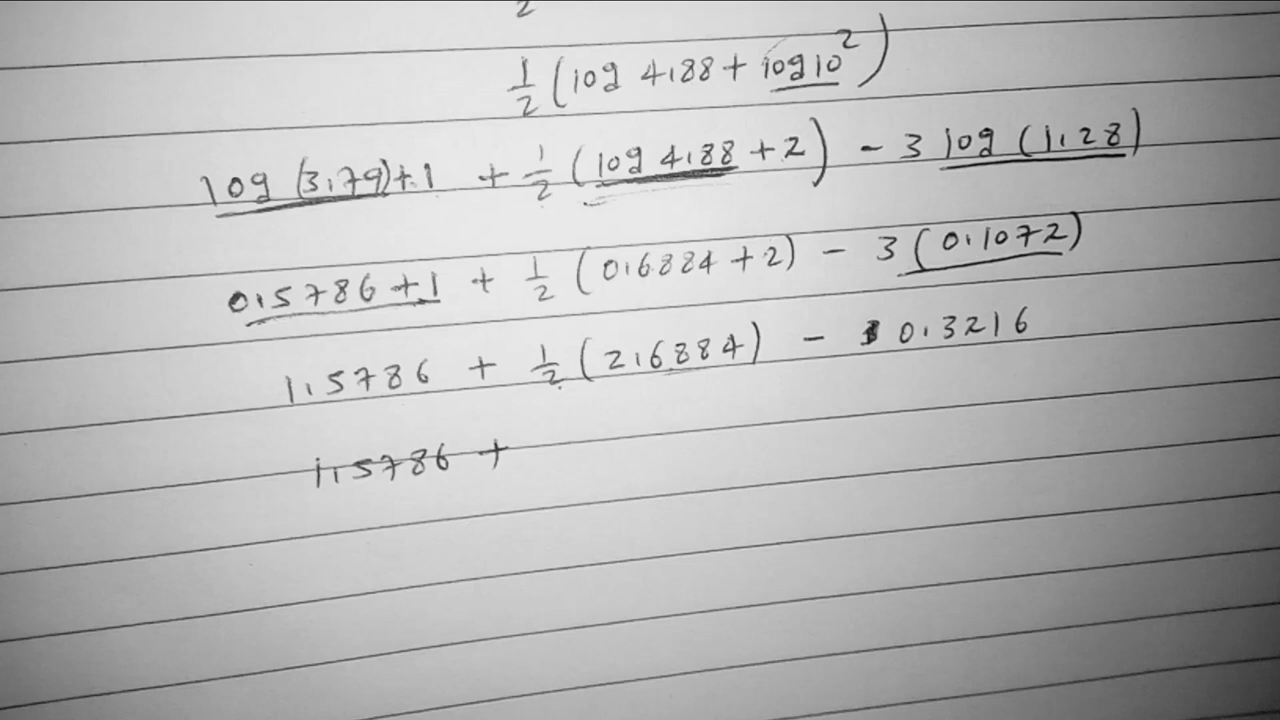 2
1/2 (log 4.88 + log 10²)
log (3.79) + 1 + 1/2 (log 4.88 + 2) - 3 log (1.28)
0.5786 + 1 + 1/2 (0.6884 + 2) - 3 (0.1072)
1.5786 + 1/2 (2.6884) - 0.3216
1.5786 +